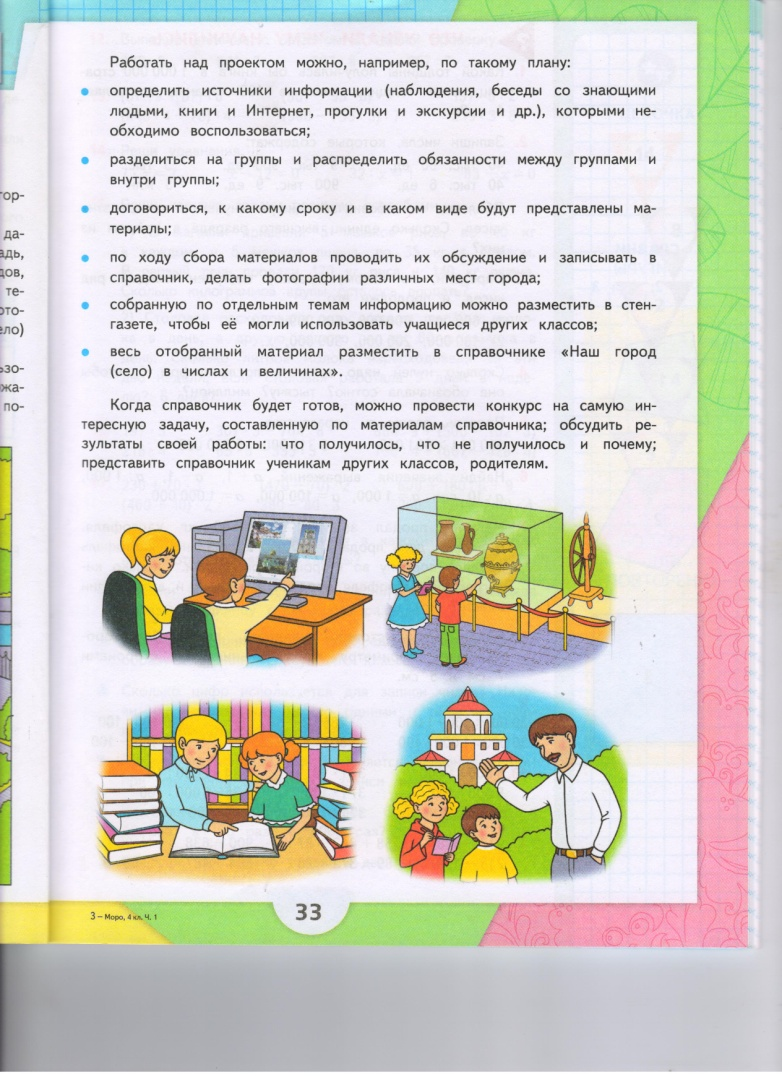 Работать над проектом можно, например, по такому плану:
определить источники информации (наблюдения, беседы со знающими
людьми, книги и Интернет, прогулки и экскурсии и др.), которыми не-
обходимо воспользоваться;
разделиться на группы и распределить обязанности между группами и
внутри группы;
договориться, к какому сроку и в каком виде будут представлены ма-
териалы;
по ходу сбора материалов проводить их обсуждение и записывать в
справочник, делать фотографии различных мест города;
собранную по отдельным темам информацию можно разместить в стен-
газете, чтобы её могли использовать учащиеся других классов;
весь отобранный материал разместить в справочнике «Наш город
(село) в числах и величинах».
Когда справочник будет готов, можно провести конкурс на самую ин-
тересную задачу, составленную по материалам справочника; обсудить ре-
зультаты своей работы: что получилось, что не получилось и почему;
представить справочник ученикам других классов, родителям.
3 – Моро, 4 кл. Ч. 1
33